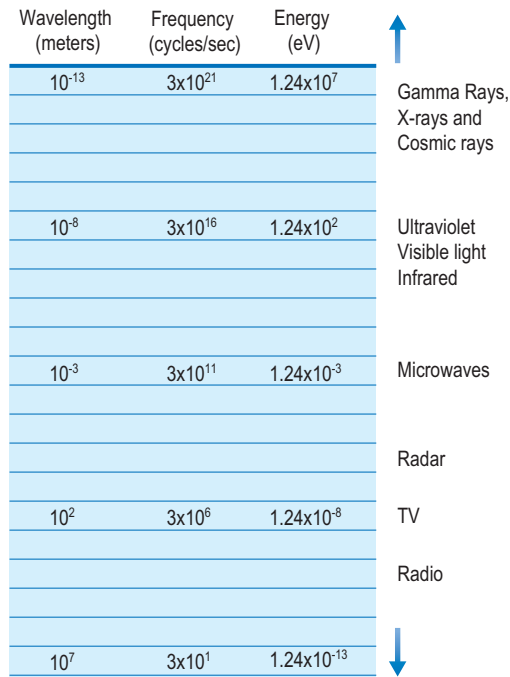 Wavelength Frequency Energy
(meters) (cycles/sec) (eV)
10⁻¹³ 3x10²¹ 1.24x10⁷
Gamma Rays,
X-rays and
Cosmic rays
10⁻⁸ 3x10¹⁶ 1.24x10² Ultraviolet
Visible light
Infrared
10⁻³ 3x10¹¹ 1.24x10⁻³ Microwaves
Radar
10² 3x10⁶ 1.24x10⁻⁸ TV
Radio
10⁷ 3x10¹ 1.24x10⁻¹³